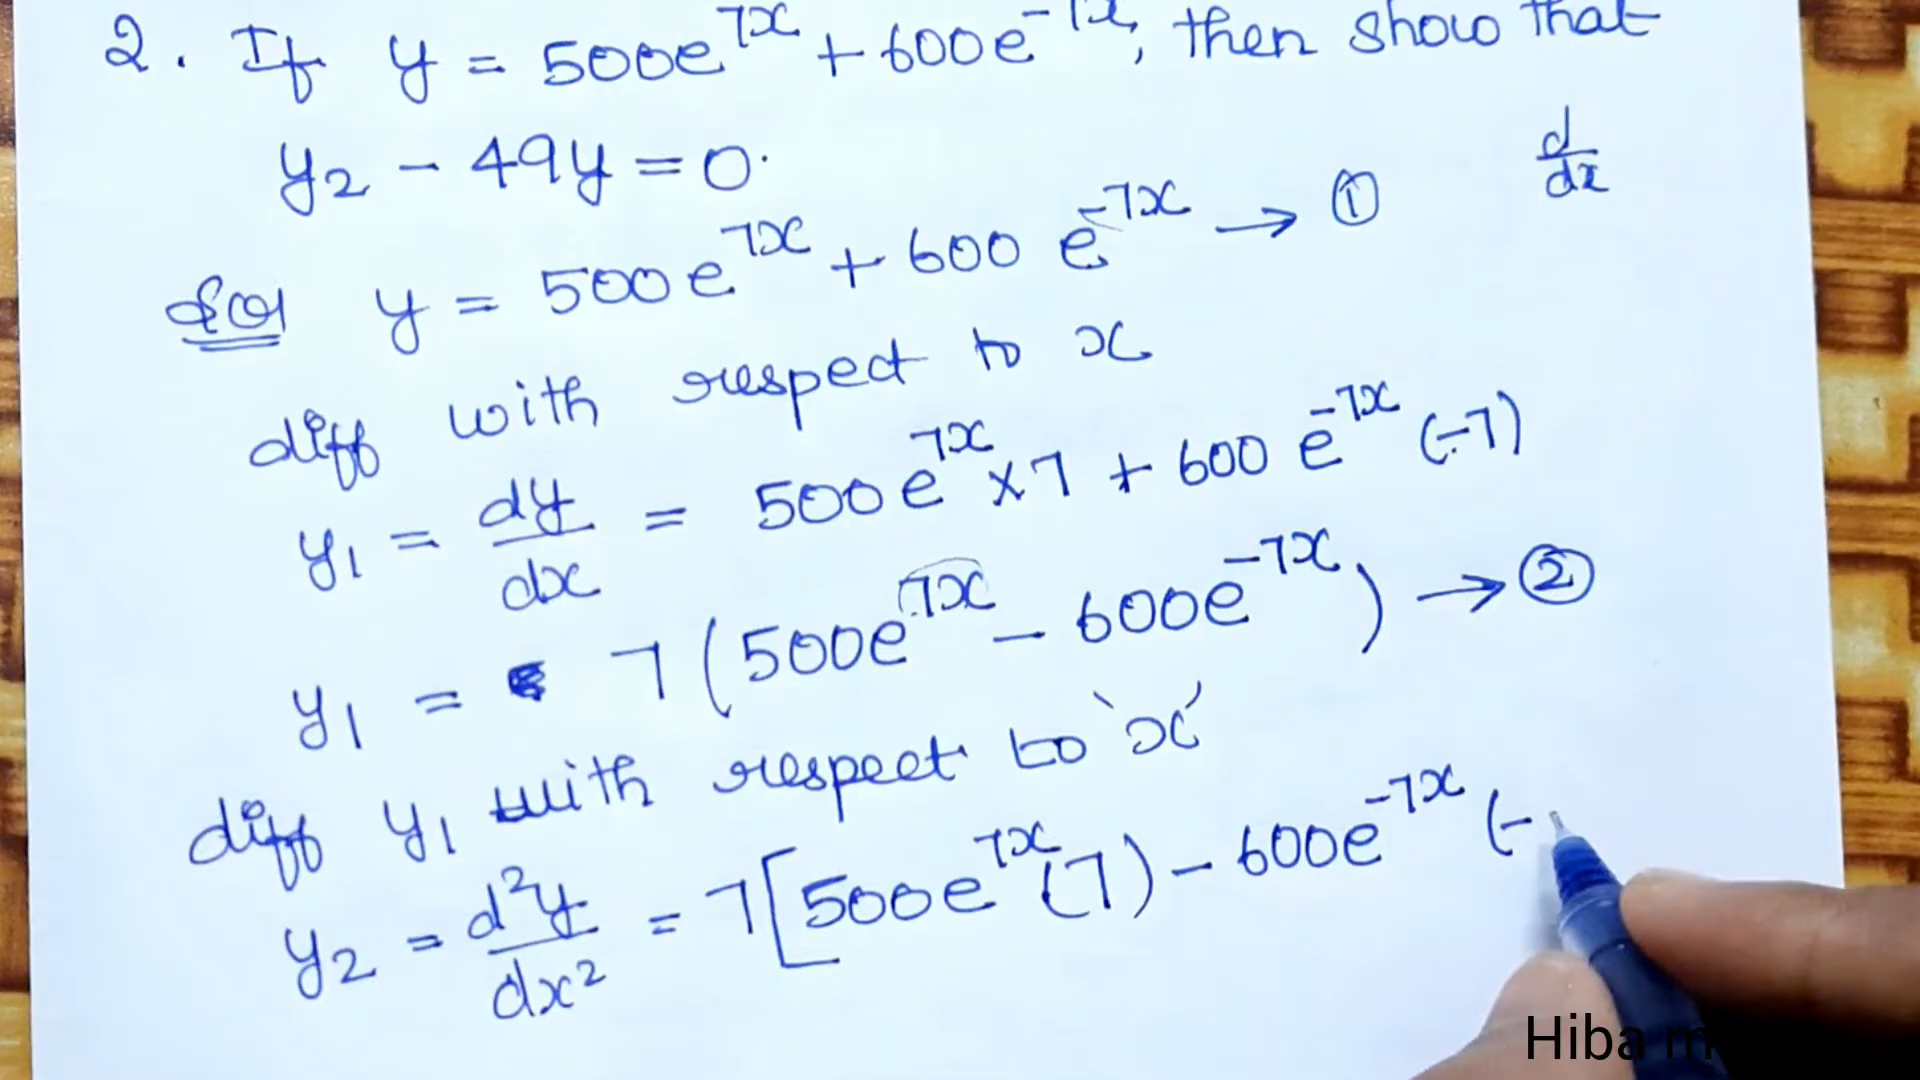 2. If y = 500e^7x + 600e^-7x, then show that
y₂ - 49y = 0.
d/dx
Sol y = 500e^7x + 600 e^-7x → ①
diff with respect to x
y₁ = dy/dx = 500e^7x × 7 + 600 e^-7x (-7)
y₁ = 7(500e^7x - 600e^-7x) → ②
diff y₁ with respect to 'x'
y₂ = d²y/dx² = 7[500e^7x(7) - 600e^-7x (-
Hiba